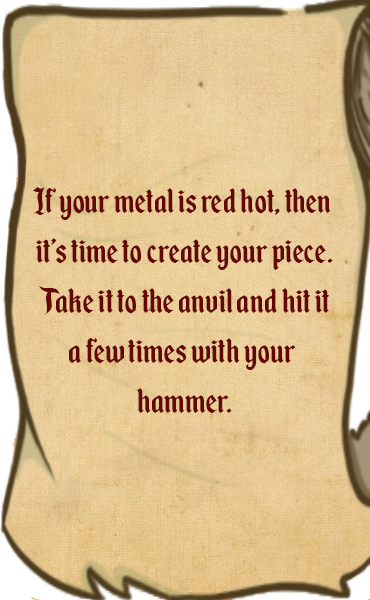 If your metal is red hot, then
it's time to create your piece.
Take it to the anvil and hit it
a few times with your
hammer.